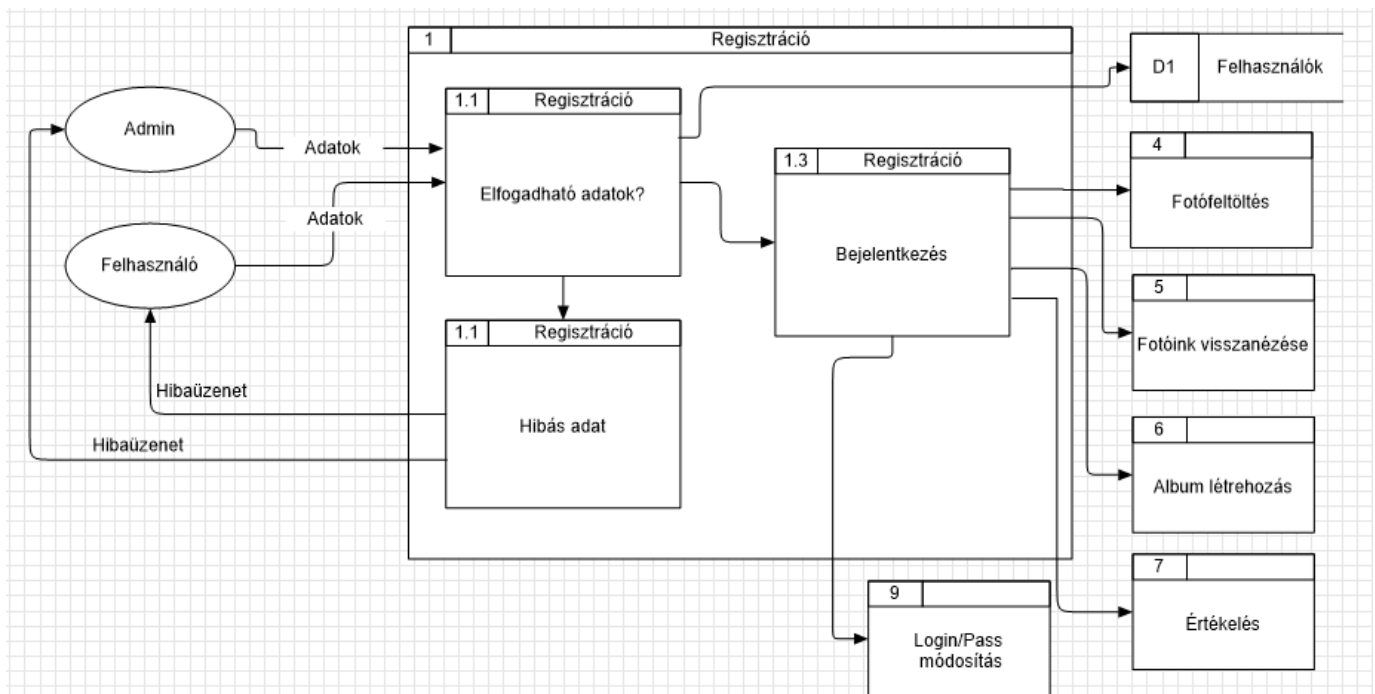 1 Regisztráció
D1 Felhasználók
1.1 Regisztráció
Admin
Adatok
Elfogadható adatok?
Adatok
Felhasználó
1.3 Regisztráció
Bejelentkezés
4
Fotófeltöltés
5
Fotóink visszanézése
1.1 Regisztráció
Hibás adat
Hibaüzenet
Hibaüzenet
6
Album létrehozás
7
Értékelés
9
Login/Pass
módosítás